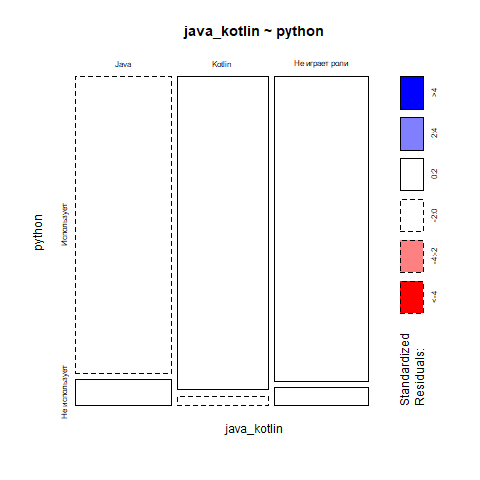 java_kotlin ~ python
Java
Kotlin
Не играет роли
python
Использует
Не использует
java_kotlin
>4
2:4
0:2
-2:0
-4:-2
<-4
Standardized
Residuals: